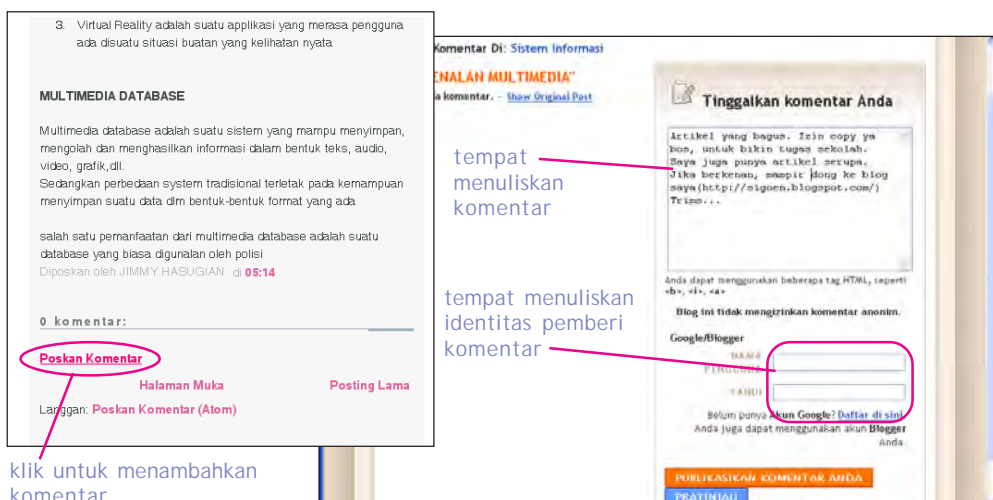 3. Virtual Reality adalah suatu applikasi yang merasa pengguna
ada disuatu situasi buatan yang kelihatan nyata
MULTIMEDIA DATABASE
Multimedia database adalah suatu sistem yang mampu menyimpan,
mengolah dan menghasilkan informasi dalam bentuk teks, audio,
video, grafik,dll.
Sedangkan perbedaan system tradisional terletak pada kemampuan
menyimpan suatu data dlm bentuk-bentuk format yang ada
salah satu pemanfaatan dari multimedia database adalah suatu
database yang biasa digunalan oleh polisi
Diposkan oleh JIMMY.HASUGIAN di 05:14
0 komentar:
Poskan Komentar
Halaman Muka Posting Lama
Langgan: Poskan Komentar (Atom)
klik untuk menambahkan
komentar
Komentar Di: Sistem Informasi
ENALAN MULTIMEDIA"
a komentar. - Show Original Post
tempat
menuliskan
komentar
tempat menuliskan
identitas pemberi
komentar
Tinggalkan komentar Anda
Artikel yang bagus. Izin copy ya
bos, untuk bikin tugas sekolah.
Saya juga punya artikel serupa.
Jika berkenan, mampir dong ke blog
saya(http://sigoen.blogspot.com/)
Trims...
Anda dapat menggunakan beberapa tag HTML, seperti
<b>, <i>, <a>
Blog ini tidak mengizinkan komentar anonim.
Google/Blogger
NAMA
PENGGUNA
SANDI
Belum punya Akun Google? Daftar di sini.
Anda juga dapat menggunakan akun Blogger
Anda.
PUBLIKASIKAN KOMENTAR ANDA
PRATINJAU